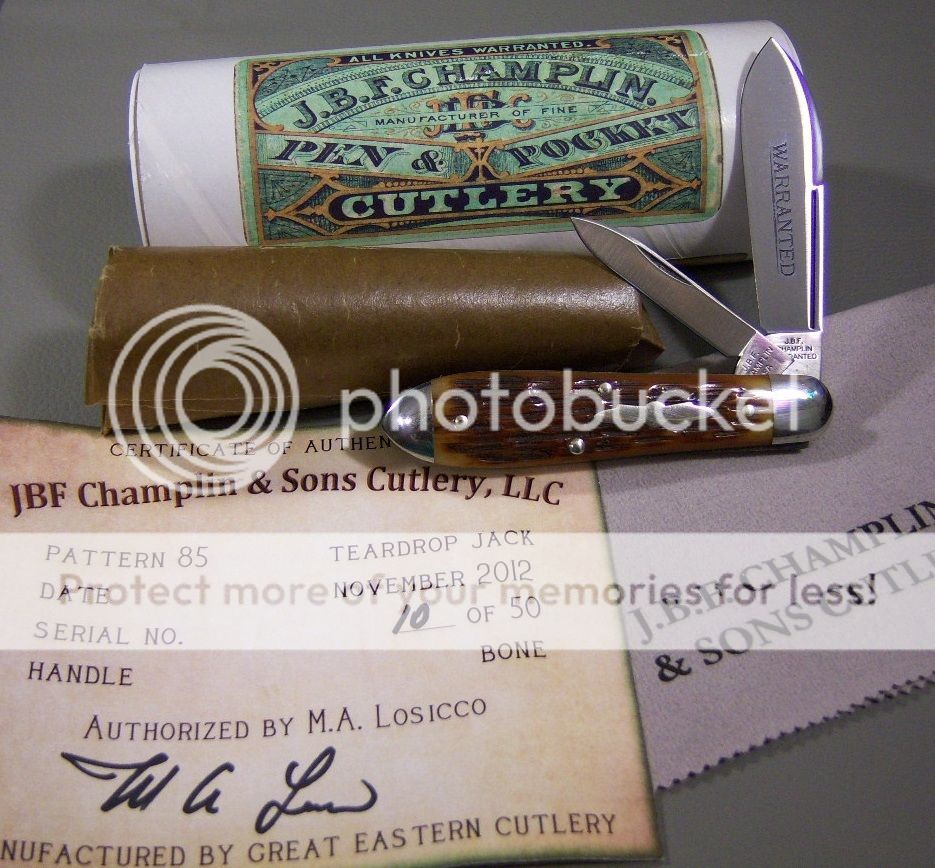 ALL KNIVES WARRANTED.
J.B.F. CHAMPLIN.
MANUFACTURER OF FINE
PEN & POCKET
CUTLERY
WARRANTED
J.B.F.
CHAMPLIN
photobucket
CERTIFICATE OF AUTHEN
JBF Champlin & Sons Cutlery, LLC
PATTERN 85 TEARDROP JACK
DATE NOVEMBER 2012
Protect more of your memories for less!
SERIAL NO. 10 OF 50
HANDLE BONE
AUTHORIZED BY M.A. LOSICCO
M A
NUFACTURED BY GREAT EASTERN CUTLERY
J.B.F. CHAMPLIN
& SONS CUTL